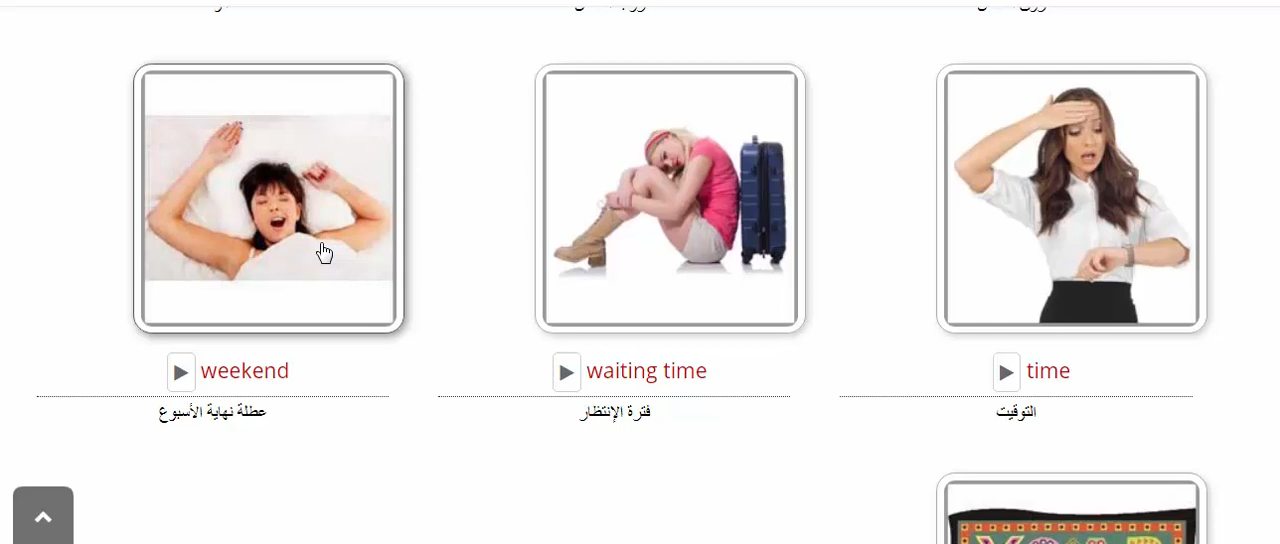 weekend
عطلة نهاية الأسبوع
waiting time
فترة الإنتظار
time
التوقيت